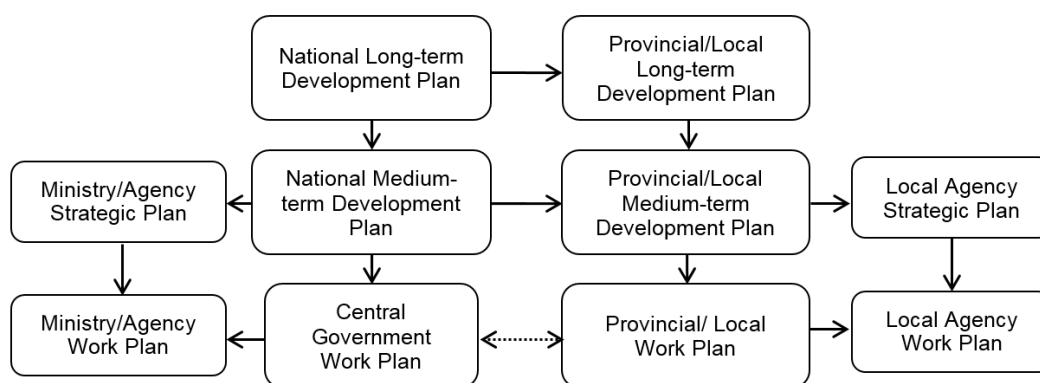 National Long-term
Development Plan
Provincial/Local
Long-term
Development Plan
Ministry/Agency
Strategic Plan
National Medium-
term Development
Plan
Provincial/Local
Medium-term
Development Plan
Local Agency
Strategic Plan
Ministry/Agency
Work Plan
Central
Government
Work Plan
Provincial/ Local
Work Plan
Local Agency
Work Plan